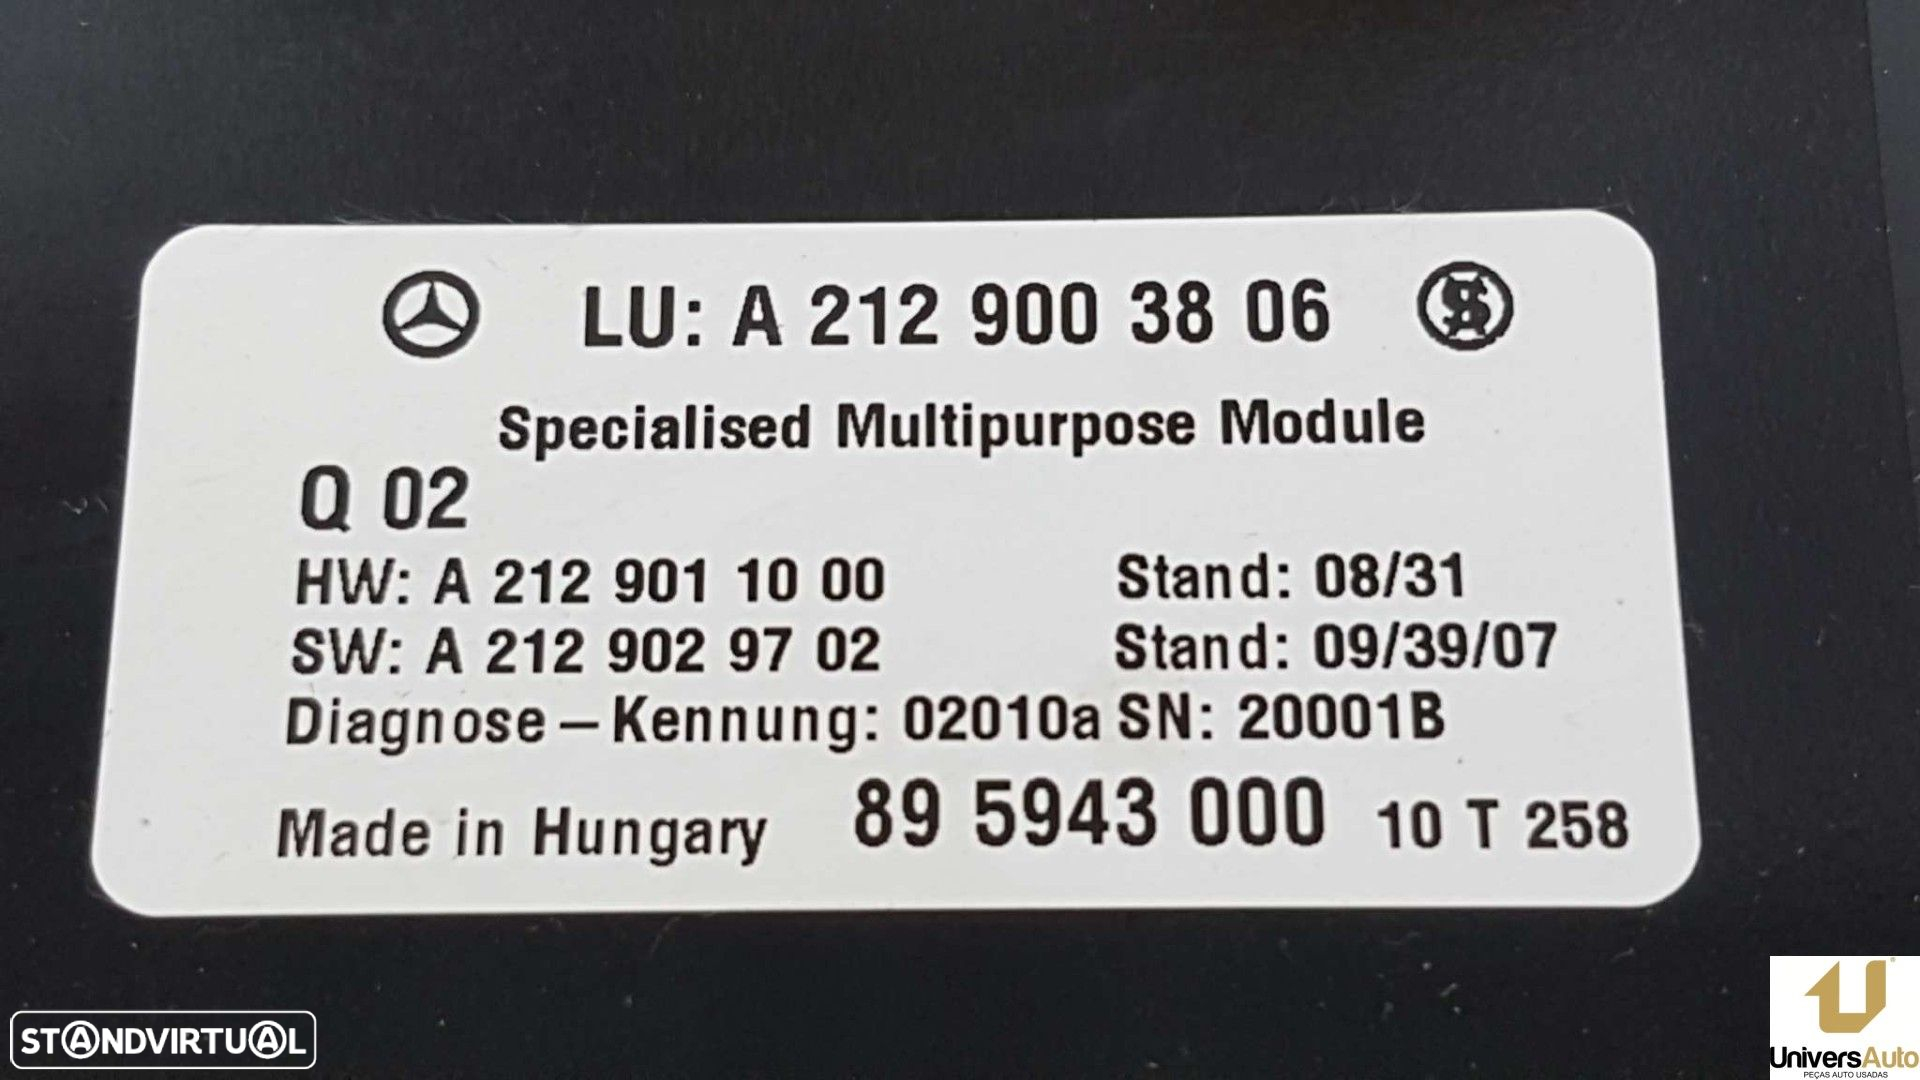 LU: A 212 900 38 06
Specialised Multipurpose Module
Q 02
HW: A 212 901 10 00 Stand: 08/31
SW: A 212 902 97 02 Stand: 09/39/07
Diagnose-Kennung: 02010a SN: 20001B
Made in Hungary 89 5943 000 10 T 258
STANDVIRTUAL
UniversAuto
PEÇAS AUTO USADAS